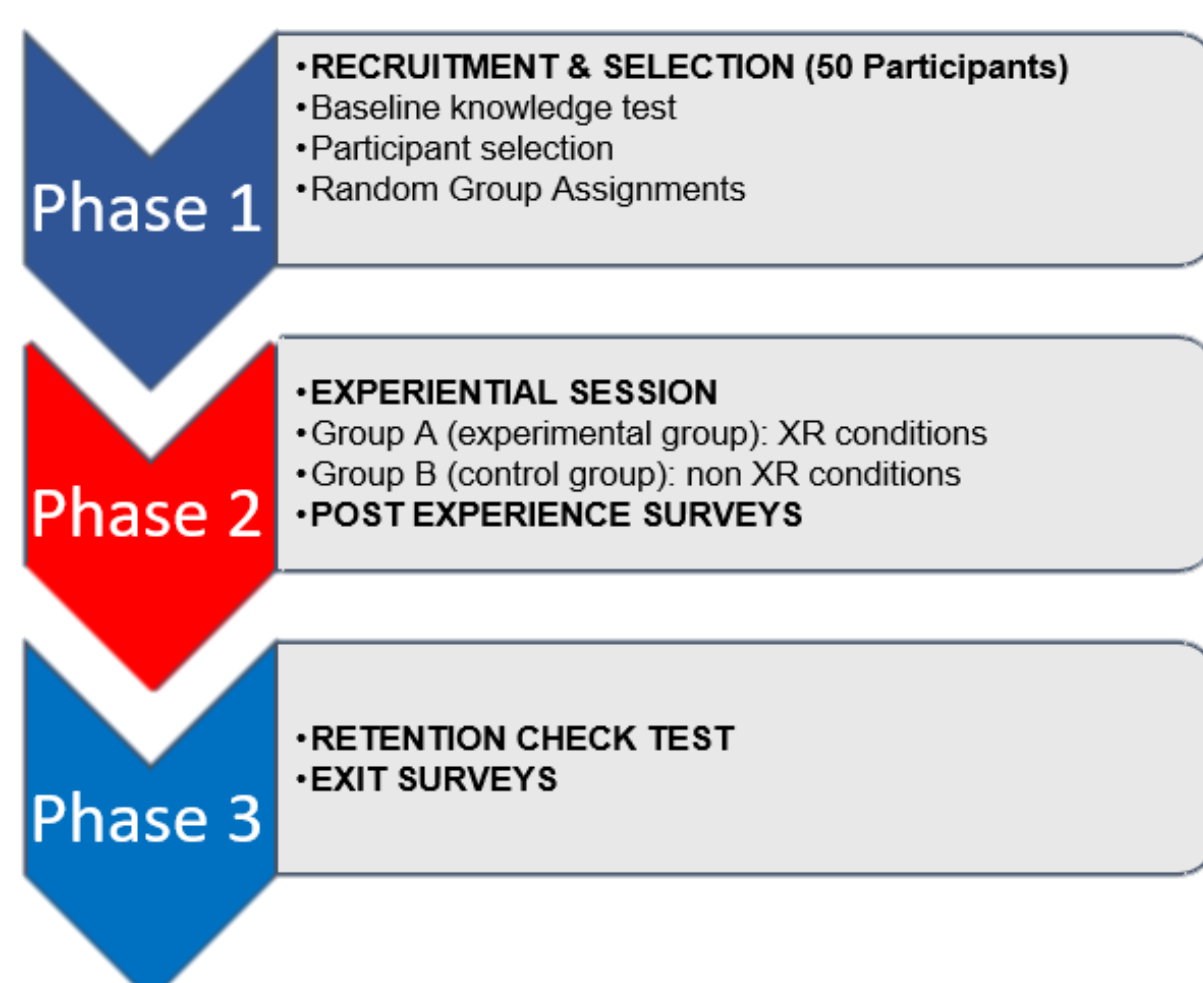 Phase 1
•RECRUITMENT & SELECTION (50 Participants)
•Baseline knowledge test
•Participant selection
•Random Group Assignments
Phase 2
•EXPERIENTIAL SESSION
•Group A (experimental group): XR conditions
•Group B (control group): non XR conditions
•POST EXPERIENCE SURVEYS
Phase 3
•RETENTION CHECK TEST
•EXIT SURVEYS